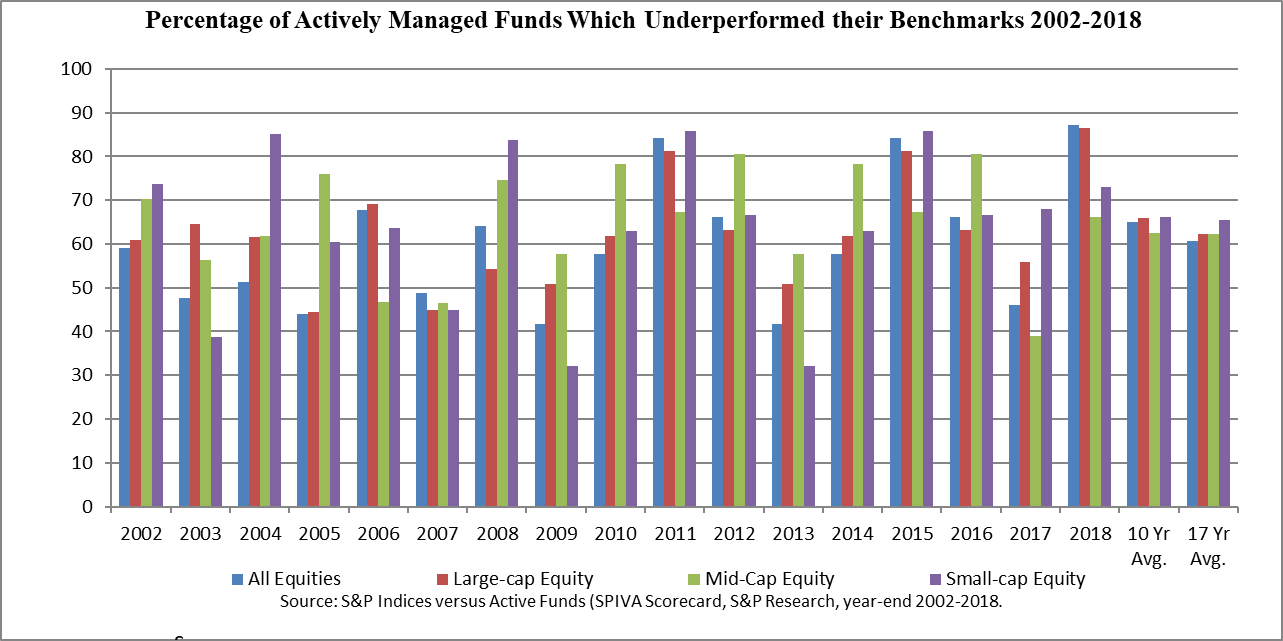 Percentage of Actively Managed Funds Which Underperformed their Benchmarks 2002-2018
100
90
80
70
60
50
40
30
20
10
0
2002 2003 2004 2005 2006 2007 2008 2009 2010 2011 2012 2013 2014 2015 2016 2017 2018 10 Yr 17 Yr
Avg. Avg.
All Equities Large-cap Equity Mid-Cap Equity Small-cap Equity
Source: S&P Indices versus Active Funds (SPIVA Scorecard, S&P Research, year-end 2002-2018.